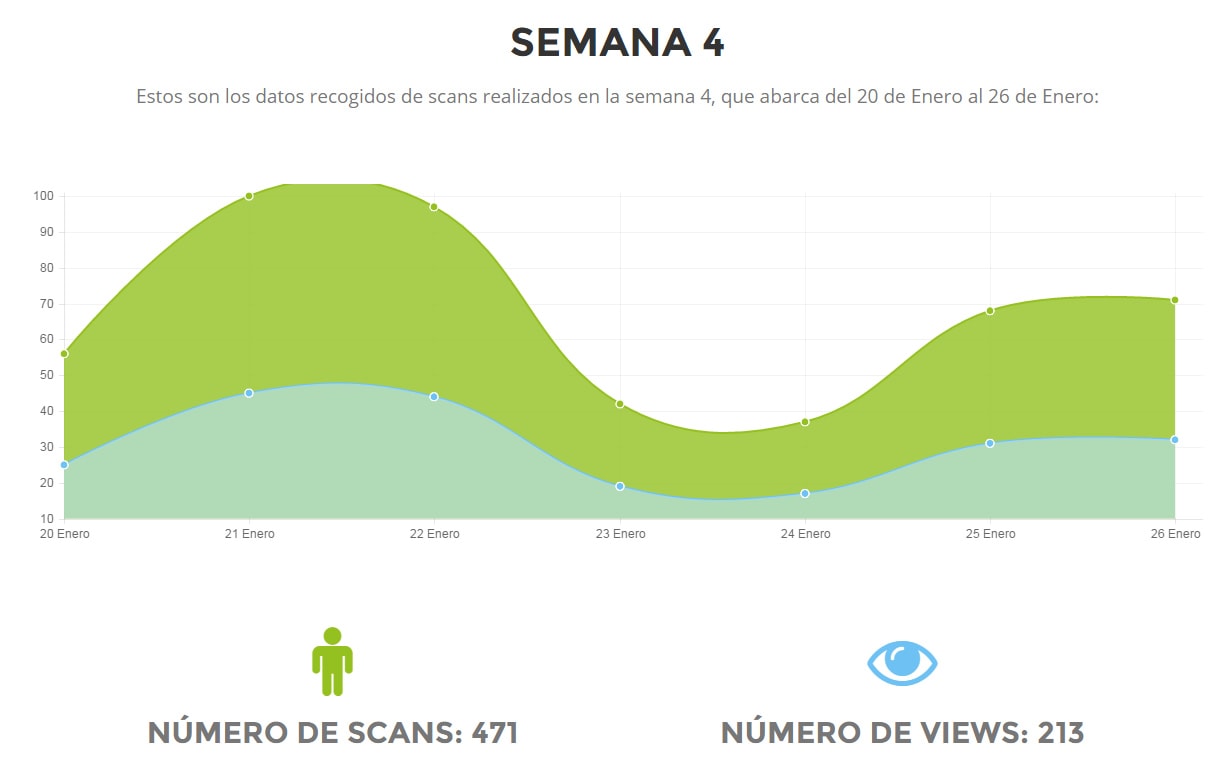 SEMANA 4
Estos son los datos recogidos de scans realizados en la semana 4, que abarca del 20 de Enero al 26 de Enero:
100
90
80
70
60
50
40
30
20
10
20 Enero 21 Enero 22 Enero 23 Enero 24 Enero 25 Enero 26 Enero
NÚMERO DE SCANS: 471 NÚMERO DE VIEWS: 213